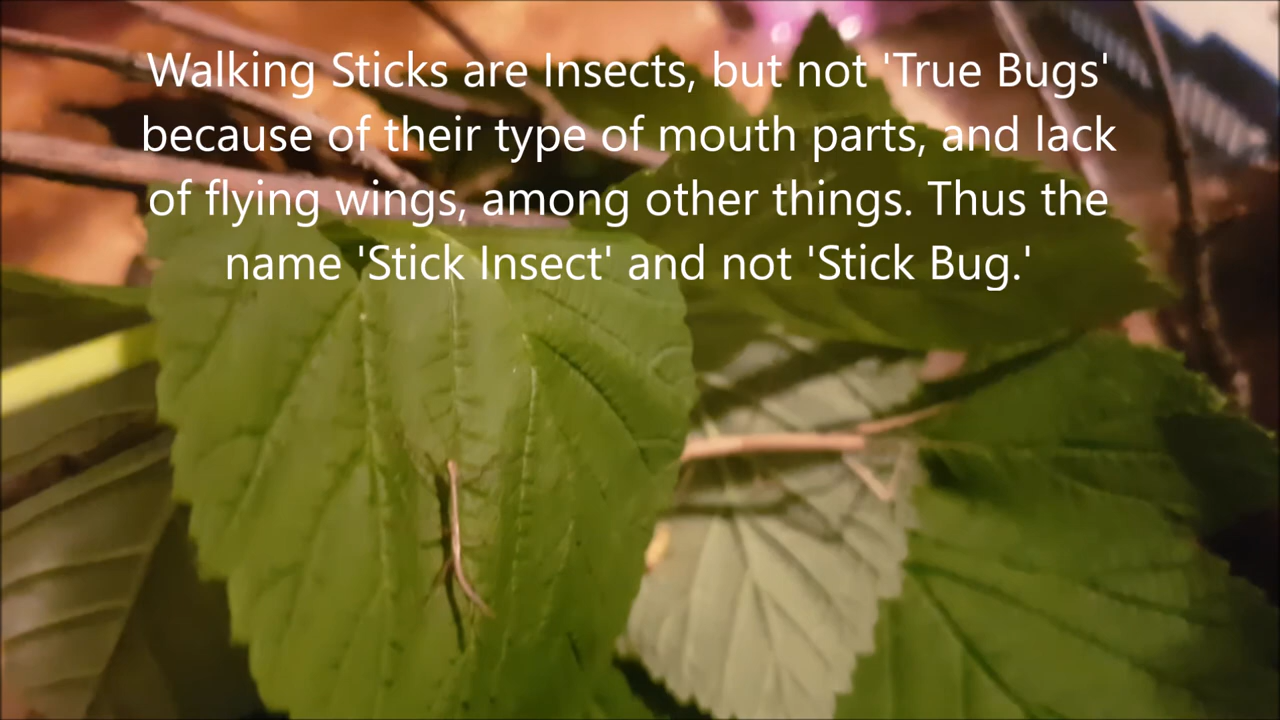 Walking Sticks are Insects, but not 'True Bugs'
because of their type of mouth parts, and lack
of flying wings, among other things. Thus the
name 'Stick Insect' and not 'Stick Bug.'